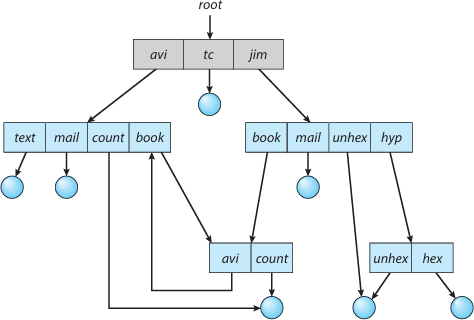 root
avi tc jim
text mail count book
book mail unhex hyp
avi count
unhex hex